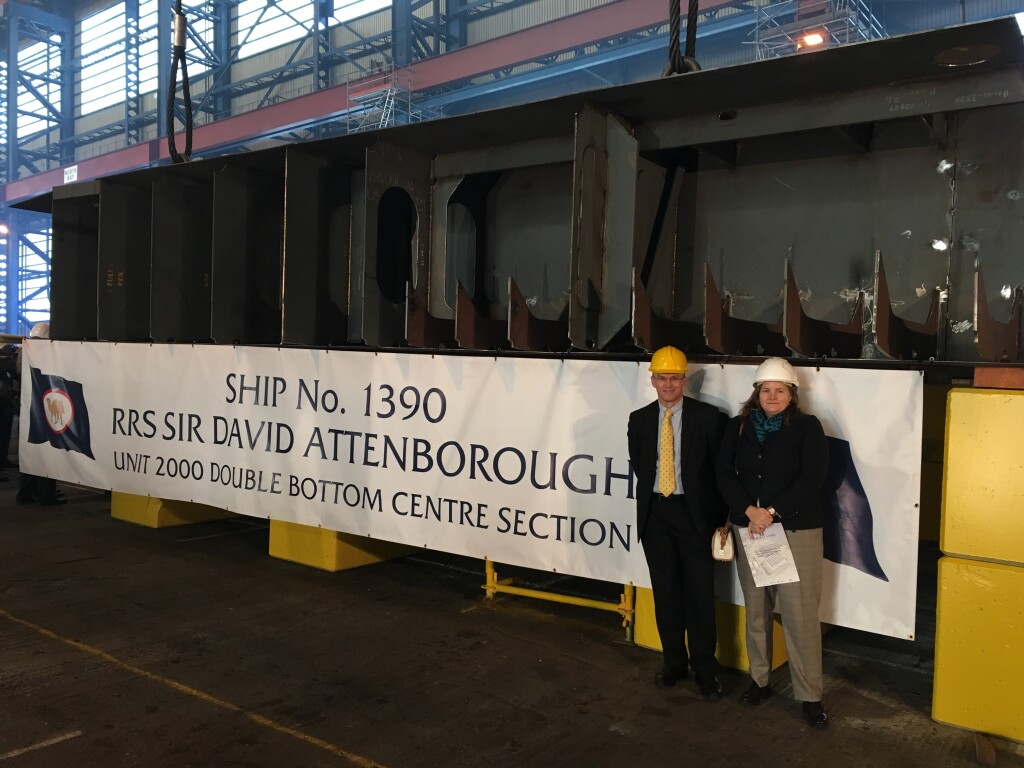 SHIP No. 1390
RRS SIR DAVID ATTENBOROUGH
UNIT 2000 DOUBLE BOTTOM CENTRE SECTION